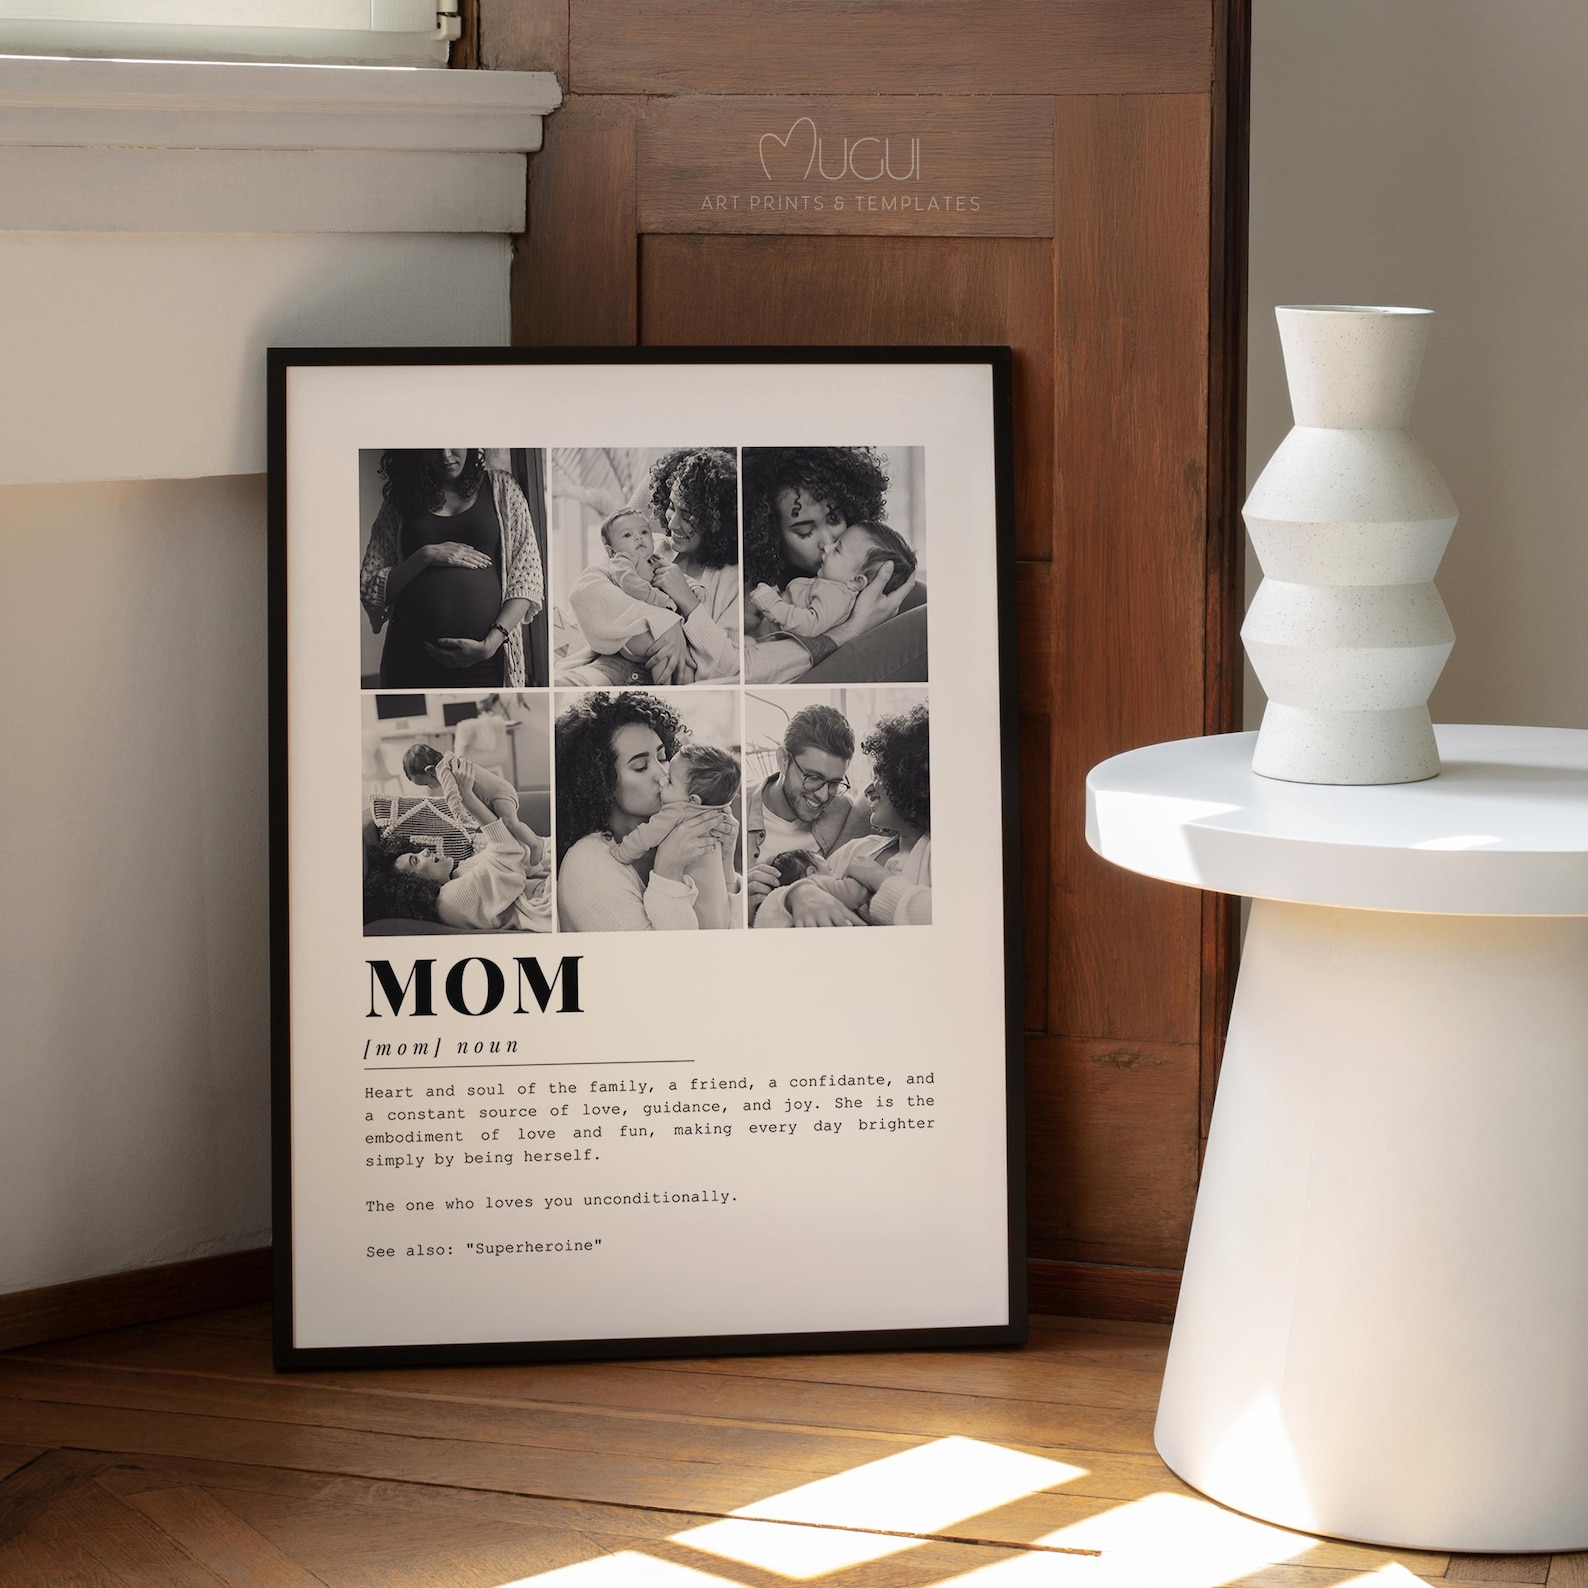 MUGUI
ART PRINTS & TEMPLATES
MOM
[mom] noun
Heart and soul of the family, a friend, a confidante, and
a constant source of love, guidance, and joy. She is the
embodiment of love and fun, making every day brighter
simply by being herself.
The one who loves you unconditionally.
See also: "Superheroine"